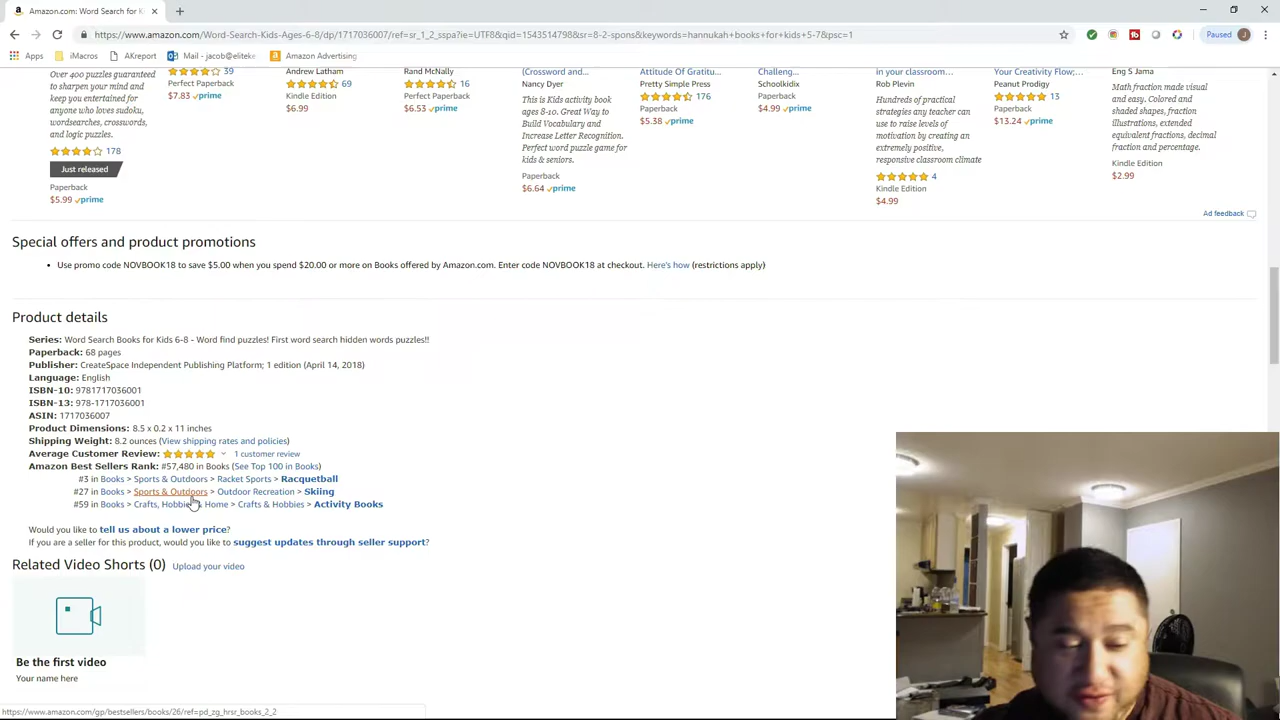 Amazon.com: Word Search for Kid
https://www.amazon.com/Word-Search-Kids-Ages-6-8/dp/1717036007/ref=sr_1_2_sspa?ie=UTF8&qid=1543514798&sr=8-2-spons&keywords=hannukah+books+for+kids+5-7&psc=1
Paused
J
Apps
iMacros
AKreport
Mail - jacob@eliteke
Amazon Advertising
Over 400 puzzles guaranteed
to sharpen your mind and
keep you entertained for
anyone who loves sudoku,
wordsearches, crosswords,
and logic puzzles.
178
Just released
Paperback
$5.99 prime
39
Perfect Paperback
$7.83 prime
Andrew Latham
69
Kindle Edition
$6.99
Rand McNally
16
Perfect Paperback
$6.53 prime
(Crossword and...
Nancy Dyer
This is Kids activity book
ages 8-10. Great Way to
Build Vocabulary and
Increase Letter Recognition.
Perfect word puzzle game for
kids & seniors.
Paperback
$6.64 prime
Attitude Of Gratitu...
Pretty Simple Press
176
Paperback
$5.38 prime
Challeng...
Schoolkidix
Paperback
$4.99 prime
in your classroom...
Rob Plevin
Hundreds of practical
strategies any teacher can
use to raise levels of
motivation by creating an
extremely positive,
responsive classroom climate
4
Kindle Edition
$4.99
Your Creativity Flow;...
Peanut Prodigy
13
Paperback
$13.24 prime
Eng S Jama
Math fraction made visual
and easy. Colored and
shaded shapes, fraction
illustrations, extended
equivalent fractions, decimal
fraction and percentage.
Kindle Edition
$2.99
Ad feedback
Special offers and product promotions
• Use promo code NOVBOOK18 to save $5.00 when you spend $20.00 or more on Books offered by Amazon.com. Enter code NOVBOOK18 at checkout. Here's how (restrictions apply)
Product details
Series: Word Search Books for Kids 6-8 - Word find puzzles! First word search hidden words puzzles!!
Paperback: 68 pages
Publisher: CreateSpace Independent Publishing Platform; 1 edition (April 14, 2018)
Language: English
ISBN-10: 9781717036001
ISBN-13: 978-1717036001
ASIN: 1717036007
Product Dimensions: 8.5 x 0.2 x 11 inches
Shipping Weight: 8.2 ounces (View shipping rates and policies)
Average Customer Review: 1 customer review
Amazon Best Sellers Rank: #57,480 in Books (See Top 100 in Books)
#3 in Books > Sports & Outdoors > Racket Sports > Racquetball
#27 in Books > Sports & Outdoors > Outdoor Recreation > Skiing
#59 in Books > Crafts, Hobbies & Home > Crafts & Hobbies > Activity Books
Would you like to tell us about a lower price?
If you are a seller for this product, would you like to suggest updates through seller support?
Related Video Shorts (0) Upload your video
Be the first video
Your name here
https://www.amazon.com/gp/bestsellers/books/26/ref=pd_zg_hrsr_books_2_2